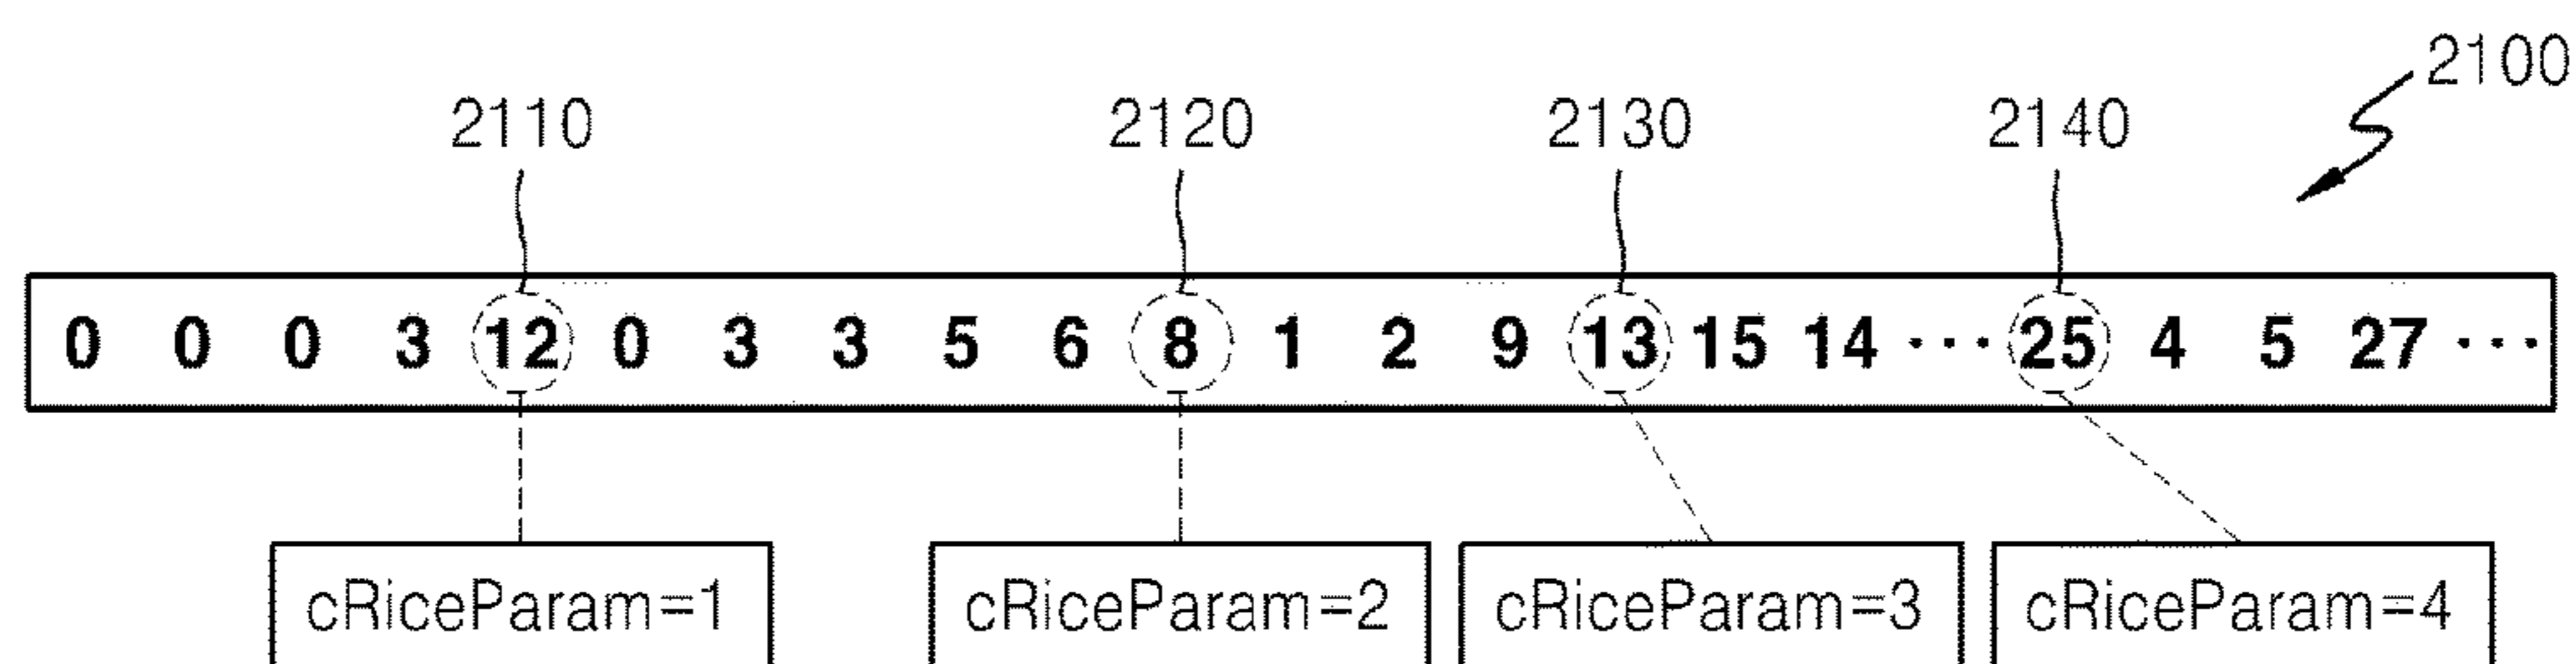 2100
2110 2120 2130 2140
0 0 0 3 12 0 3 3 5 6 8 1 2 9 13 15 14 ··· 25 4 5 27 ···
cRiceParam=1 cRiceParam=2 cRiceParam=3 cRiceParam=4